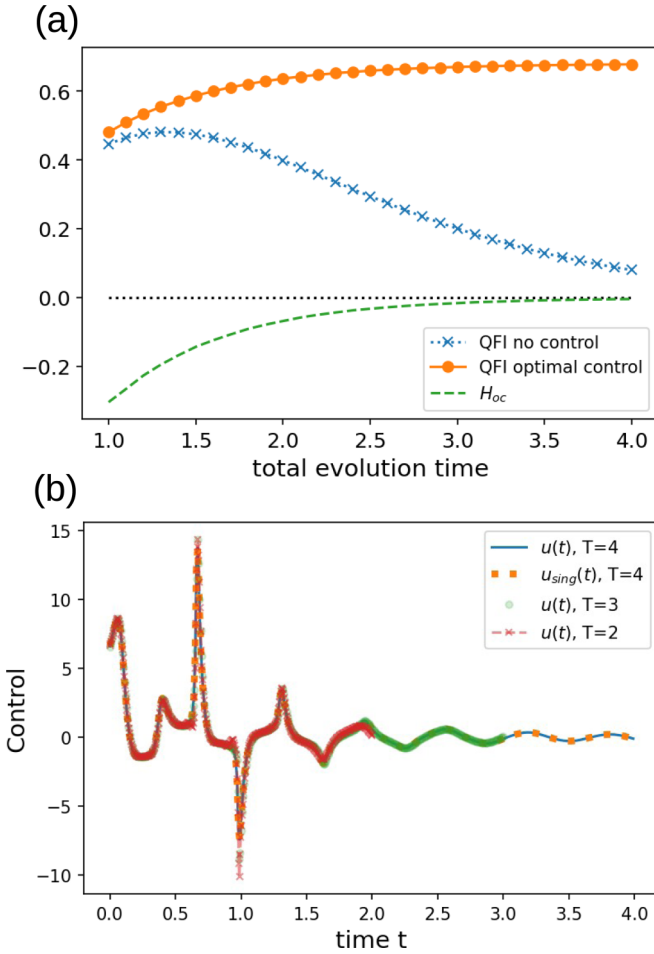 (a)
0.6
0.4
0.2
0.0
−0.2
QFI no control
QFI optimal control
H_oc
1.0 1.5 2.0 2.5 3.0 3.5 4.0
total evolution time
(b)
15
10
5
0
−5
−10
Control
u(t), T=4
u_sing(t), T=4
u(t), T=3
u(t), T=2
0.0 0.5 1.0 1.5 2.0 2.5 3.0 3.5 4.0
time t